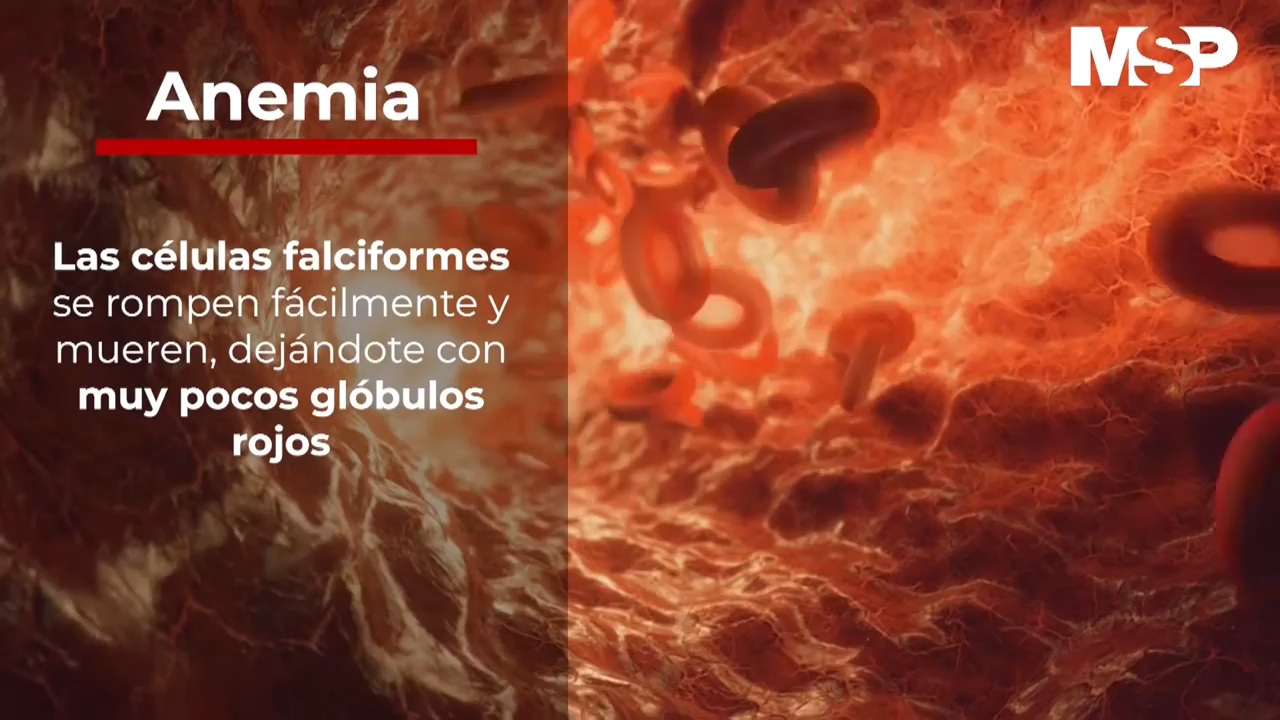 MSP
Anemia
Las células falciformes
se rompen fácilmente y
mueren, dejándote con
muy pocos glóbulos
rojos